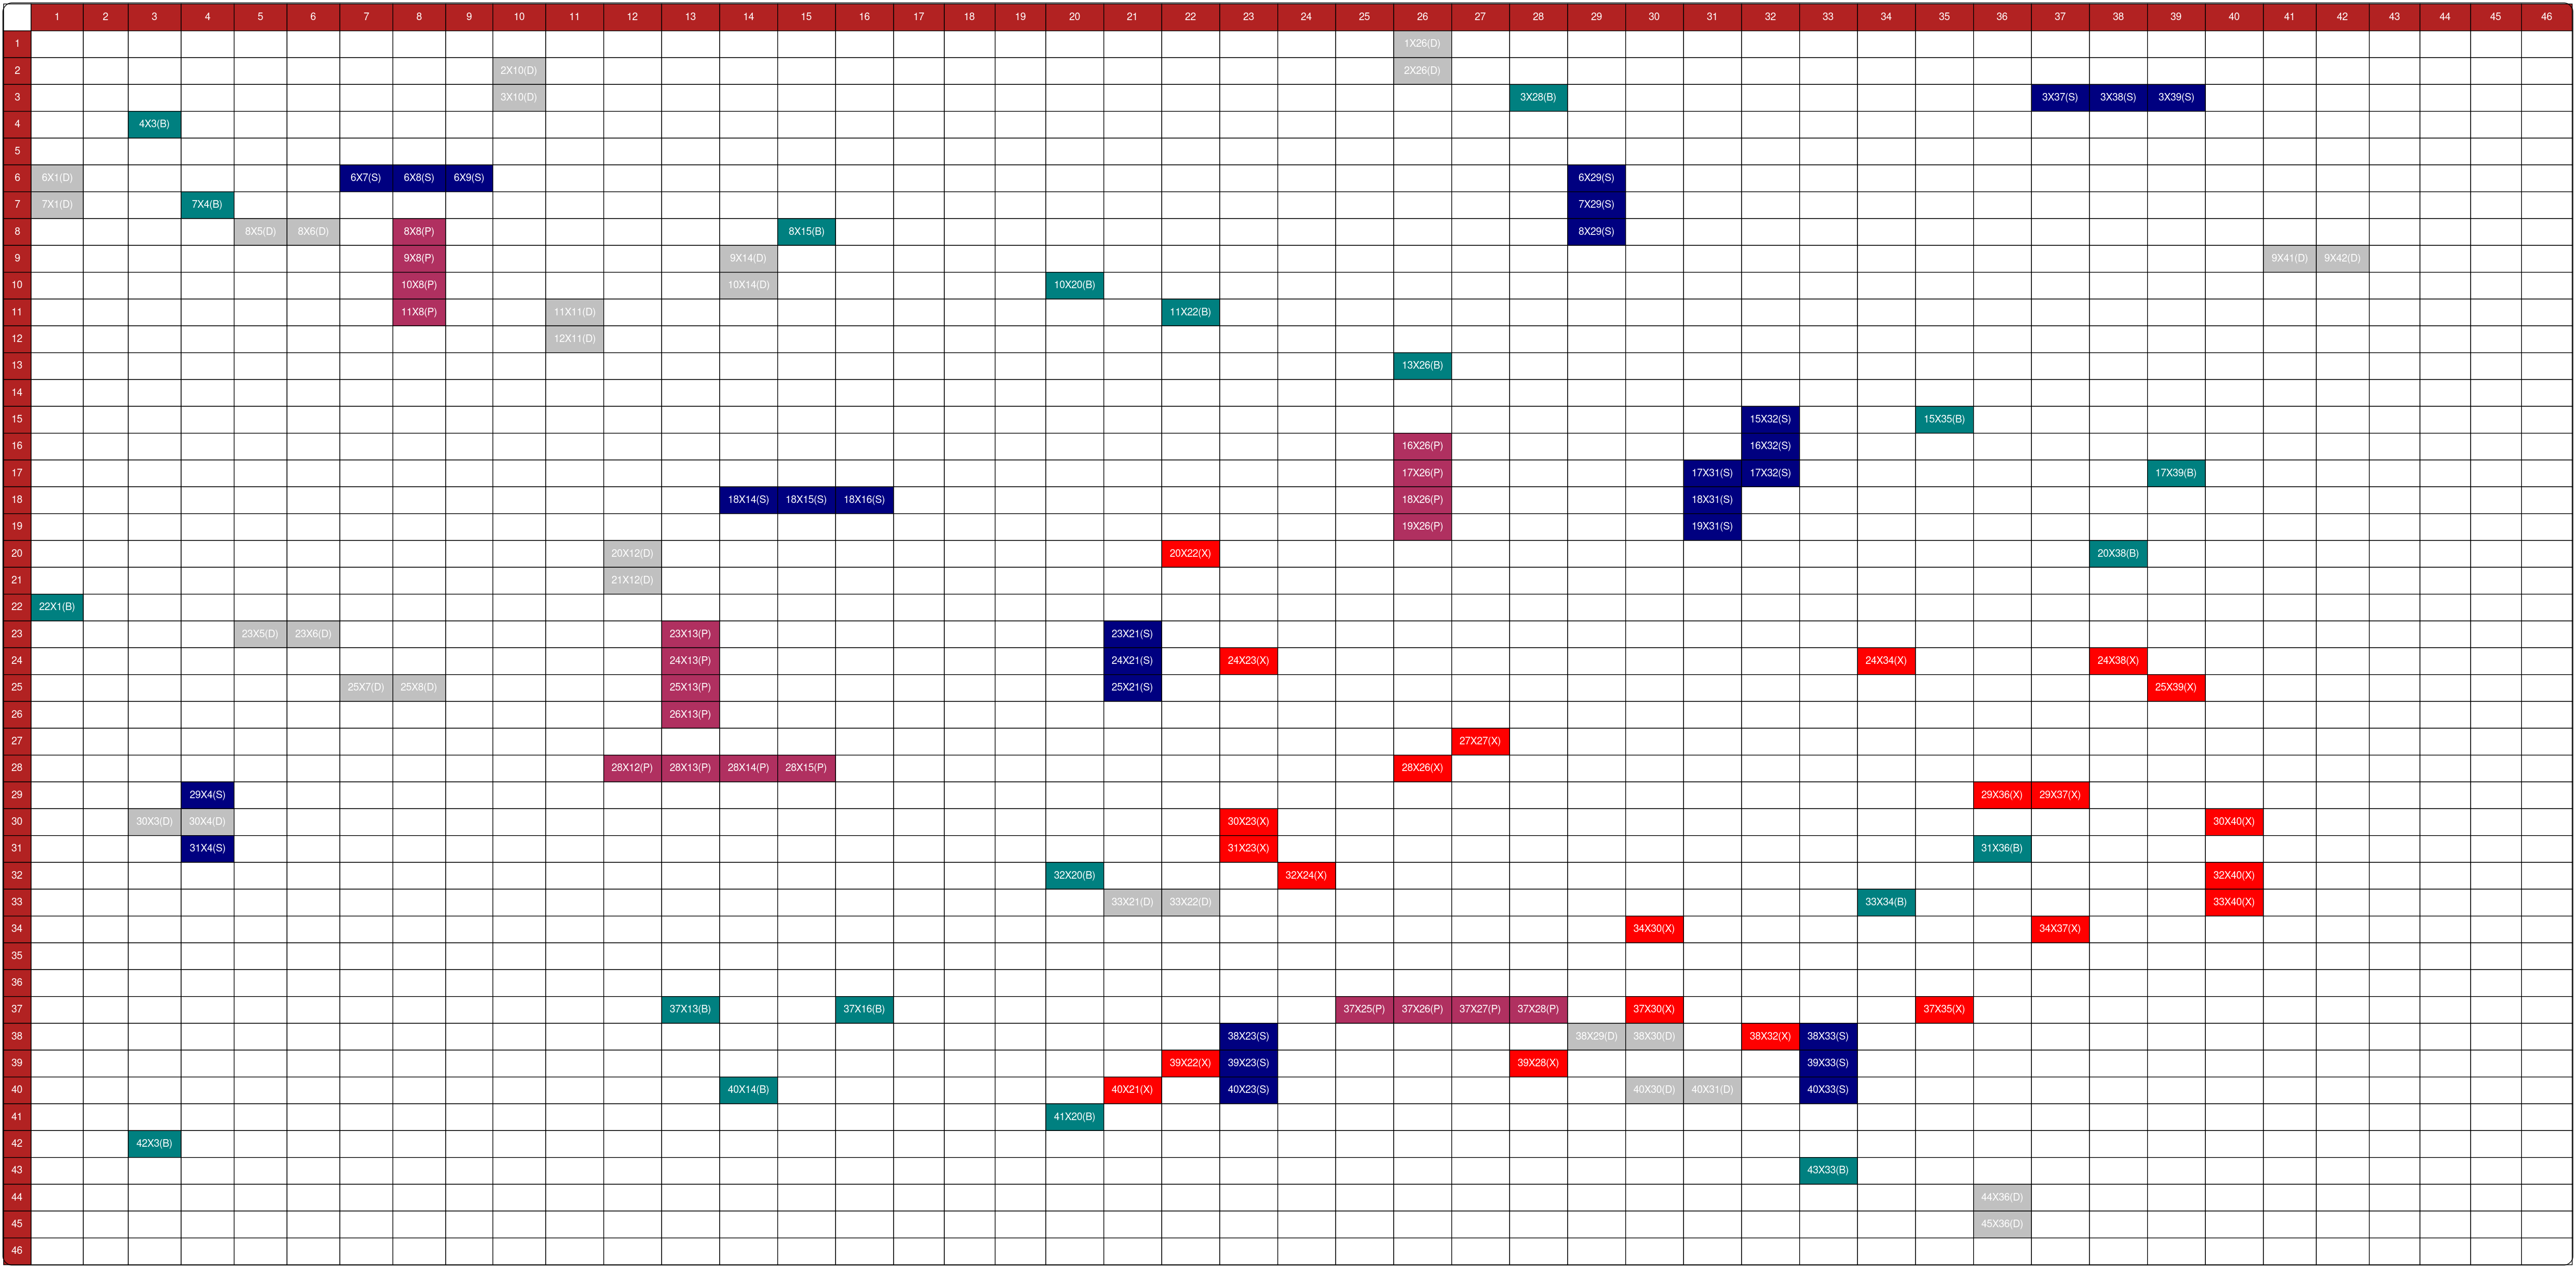 1 2 3 4 5 6 7 8 9 10 11 12 13 14 15 16 17 18 19 20 21 22 23 24 25 26 27 28 29 30 31 32 33 34 35 36 37 38 39 40 41 42 43 44 45 46
1 1X26(D)
2 2X10(D) 2X26(D)
3 3X10(D) 3X28(B) 3X37(S) 3X38(S) 3X39(S)
4 4X3(B)
5
6 6X1(D) 6X7(S) 6X8(S) 6X9(S) 6X29(S)
7 7X1(D) 7X4(B) 7X29(S)
8 8X5(D) 8X6(D) 8X8(P) 8X15(B) 8X29(S)
9 9X8(P) 9X14(D) 9X41(D) 9X42(D)
10 10X8(P) 10X14(D) 10X20(B)
11 11X8(P) 11X11(D) 11X22(B)
12 12X11(D)
13 13X26(B)
14
15 15X32(S) 15X35(B)
16 16X26(P) 16X32(S)
17 17X26(P) 17X31(S) 17X32(S) 17X39(B)
18 18X14(S) 18X15(S) 18X16(S) 18X26(P) 18X31(S)
19 19X26(P) 19X31(S)
20 20X12(D) 20X22(X) 20X38(B)
21 21X12(D)
22 22X1(B)
23 23X5(D) 23X6(D) 23X13(P) 23X21(S)
24 24X13(P) 24X21(S) 24X23(X) 24X34(X) 24X38(X)
25 25X7(D) 25X8(D) 25X13(P) 25X21(S) 25X39(X)
26 26X13(P)
27 27X27(X)
28 28X12(P) 28X13(P) 28X14(P) 28X15(P) 28X26(X)
29 29X4(S) 29X36(X) 29X37(X)
30 30X3(D) 30X4(D) 30X23(X) 30X40(X)
31 31X4(S) 31X23(X) 31X36(B)
32 32X20(B) 32X24(X) 32X40(X)
33 33X21(D) 33X22(D) 33X34(B) 33X40(X)
34 34X30(X) 34X37(X)
35
36
37 37X13(B) 37X16(B) 37X25(P) 37X26(P) 37X27(P) 37X28(P) 37X30(X) 37X35(X)
38 38X23(S) 38X29(D) 38X30(D) 38X32(X) 38X33(S)
39 39X22(X) 39X23(S) 39X28(X) 39X33(S)
40 40X14(B) 40X21(X) 40X23(S) 40X30(D) 40X31(D) 40X33(S)
41 41X20(B)
42 42X3(B)
43 43X33(B)
44 44X36(D)
45 45X36(D)
46